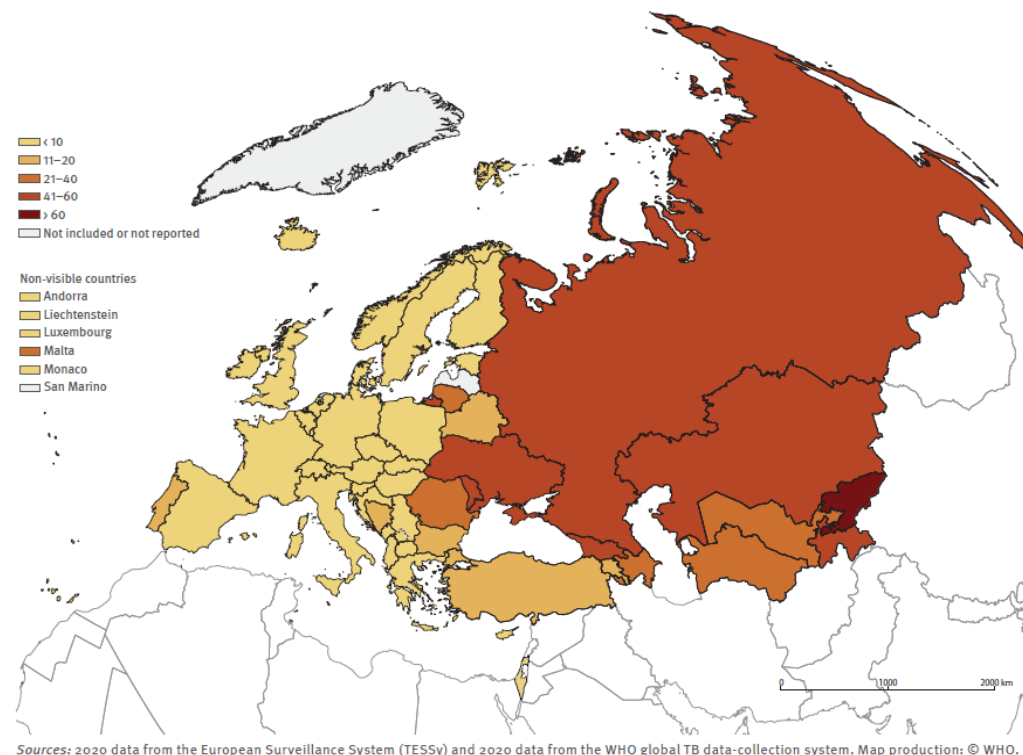 < 10
11–20
21–40
41–60
> 60
Not included or not reported
Non-visible countries
Andorra
Liechtenstein
Luxembourg
Malta
Monaco
San Marino
0 1000 2000 km
Sources: 2020 data from the European Surveillance System (TESSy) and 2020 data from the WHO global TB data-collection system. Map production: © WHO.